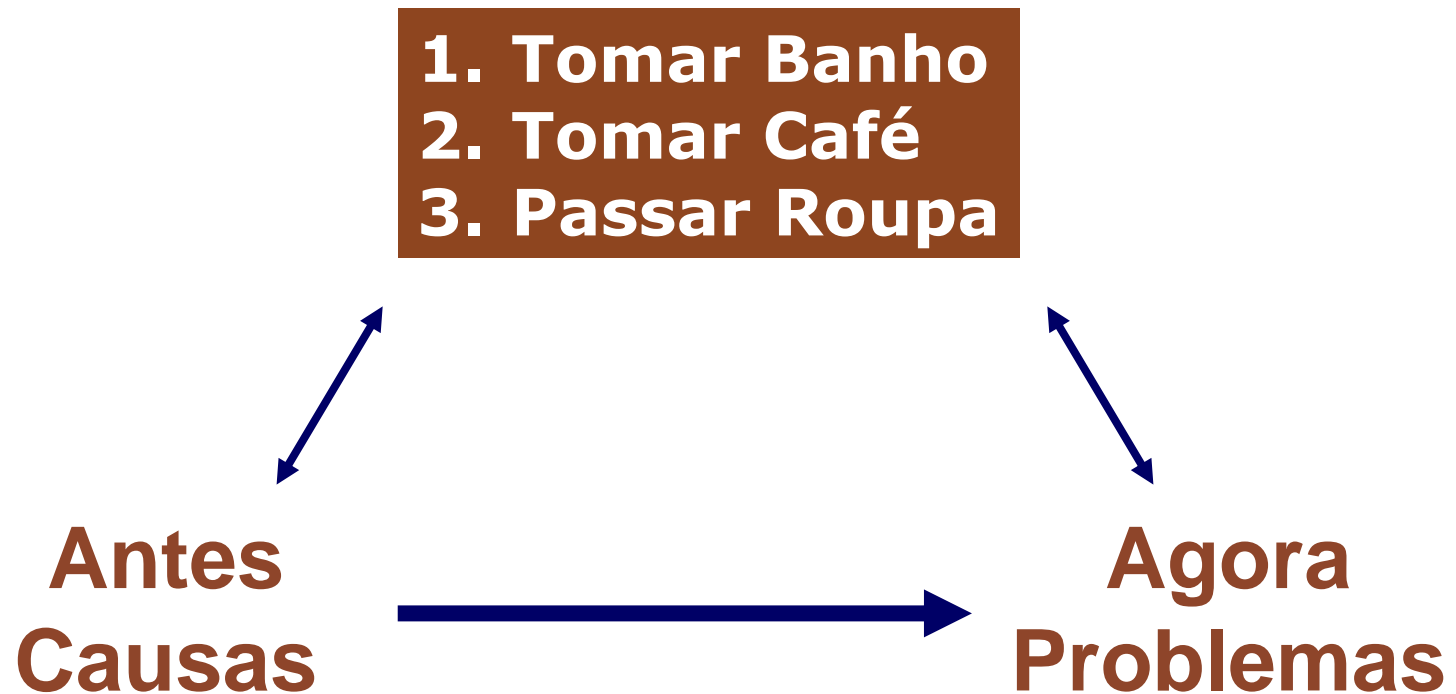 1. Tomar Banho
2. Tomar Café
3. Passar Roupa
Antes
Causas
Agora
Problemas